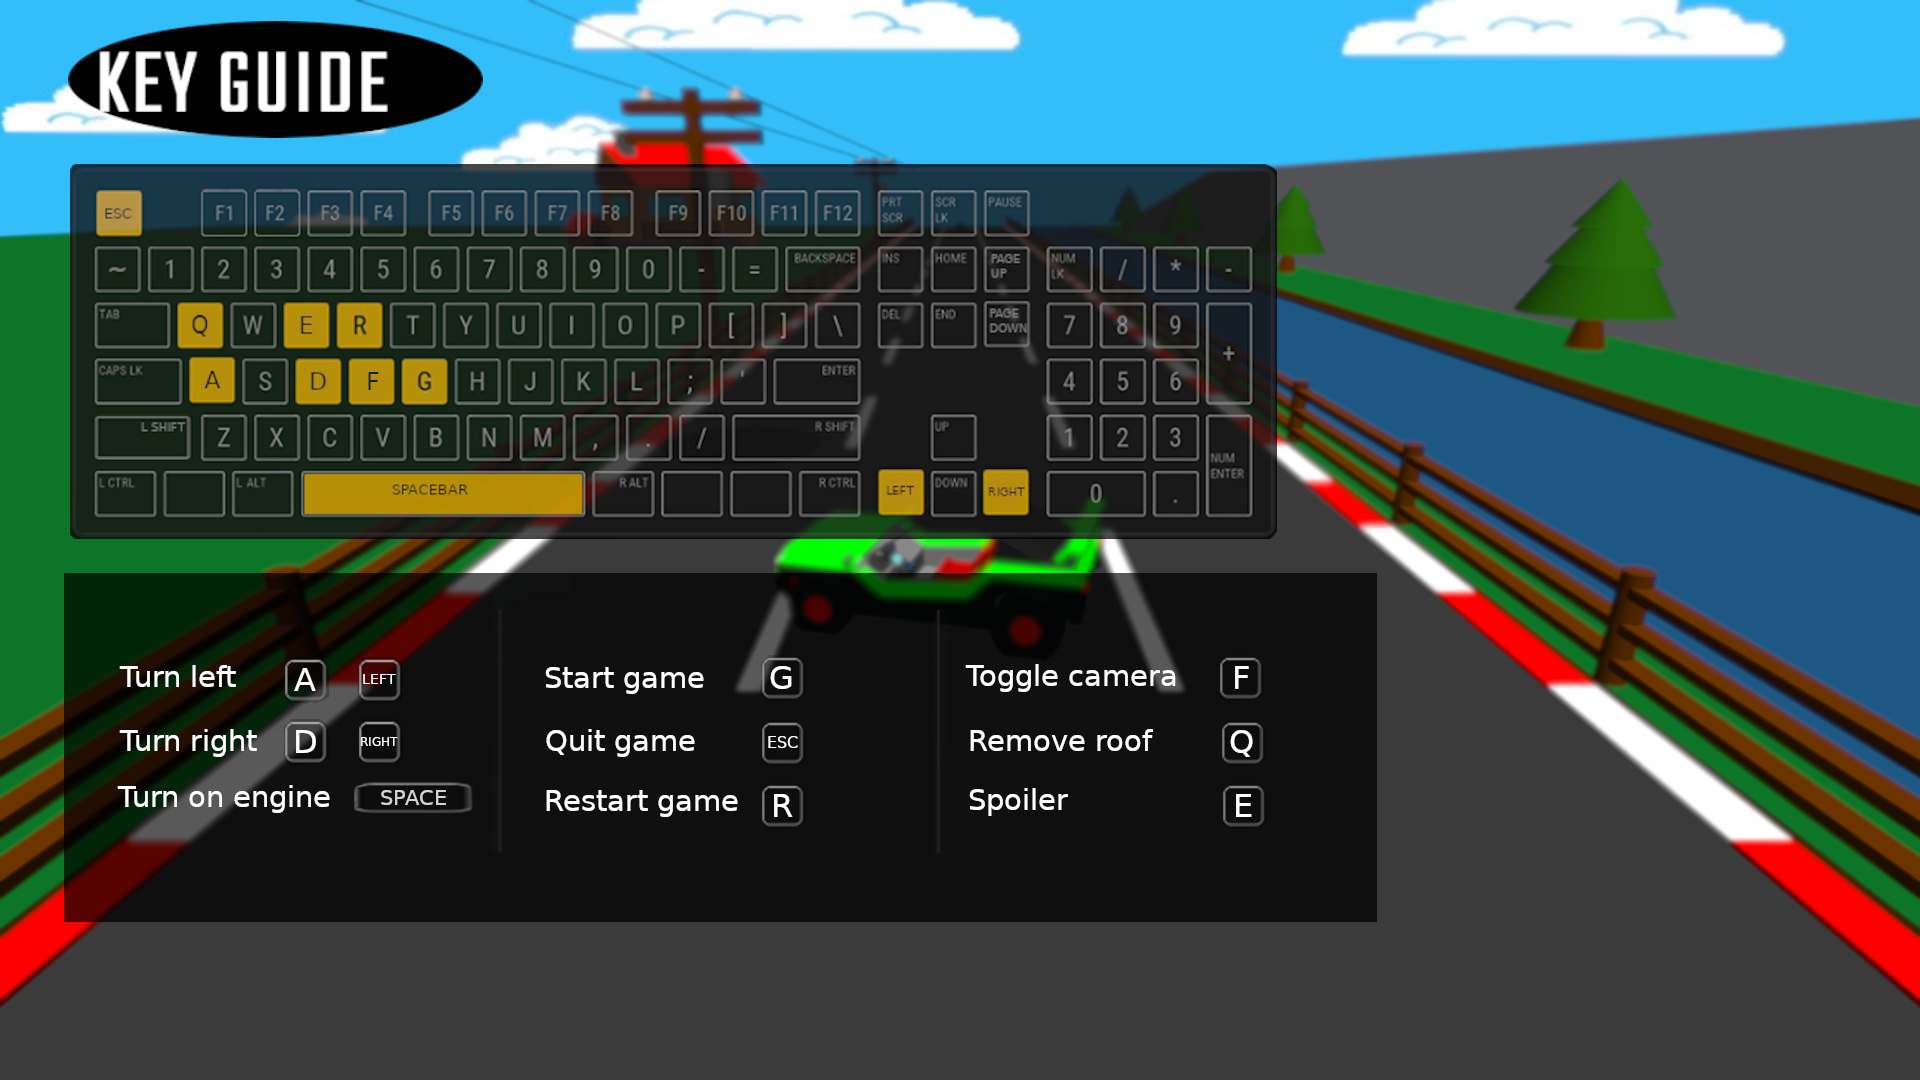 KEY GUIDE
ESC F1 F2 F3 F4 F5 F6 F7 F8 F9 F10 F11 F12 PRT SCR SCR LK PAUSE
~ 1 2 3 4 5 6 7 8 9 0 - = BACKSPACE INS HOME PAGE UP NUM LK / * -
TAB Q W E R T Y U I O P [ ] \ DEL END PAGE DOWN 7 8 9 +
CAPS LK A S D F G H J K L ; ' ENTER 4 5 6
L SHIFT Z X C V B N M , . / R SHIFT UP 1 2 3 NUM ENTER
L CTRL L ALT SPACEBAR R ALT R CTRL LEFT DOWN RIGHT 0 .
Turn left A LEFT
Turn right D RIGHT
Turn on engine SPACE
Start game G
Quit game ESC
Restart game R
Toggle camera F
Remove roof Q
Spoiler E